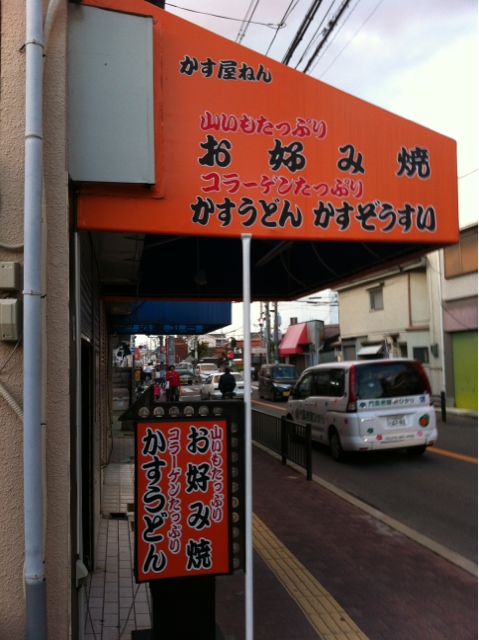 かす屋ねん
山いもたっぷり
お好み焼
コラーゲンたっぷり
かすうどん かすぞうすい
山いもたっぷり
お好み焼
コラーゲンたっぷり
かすうどん